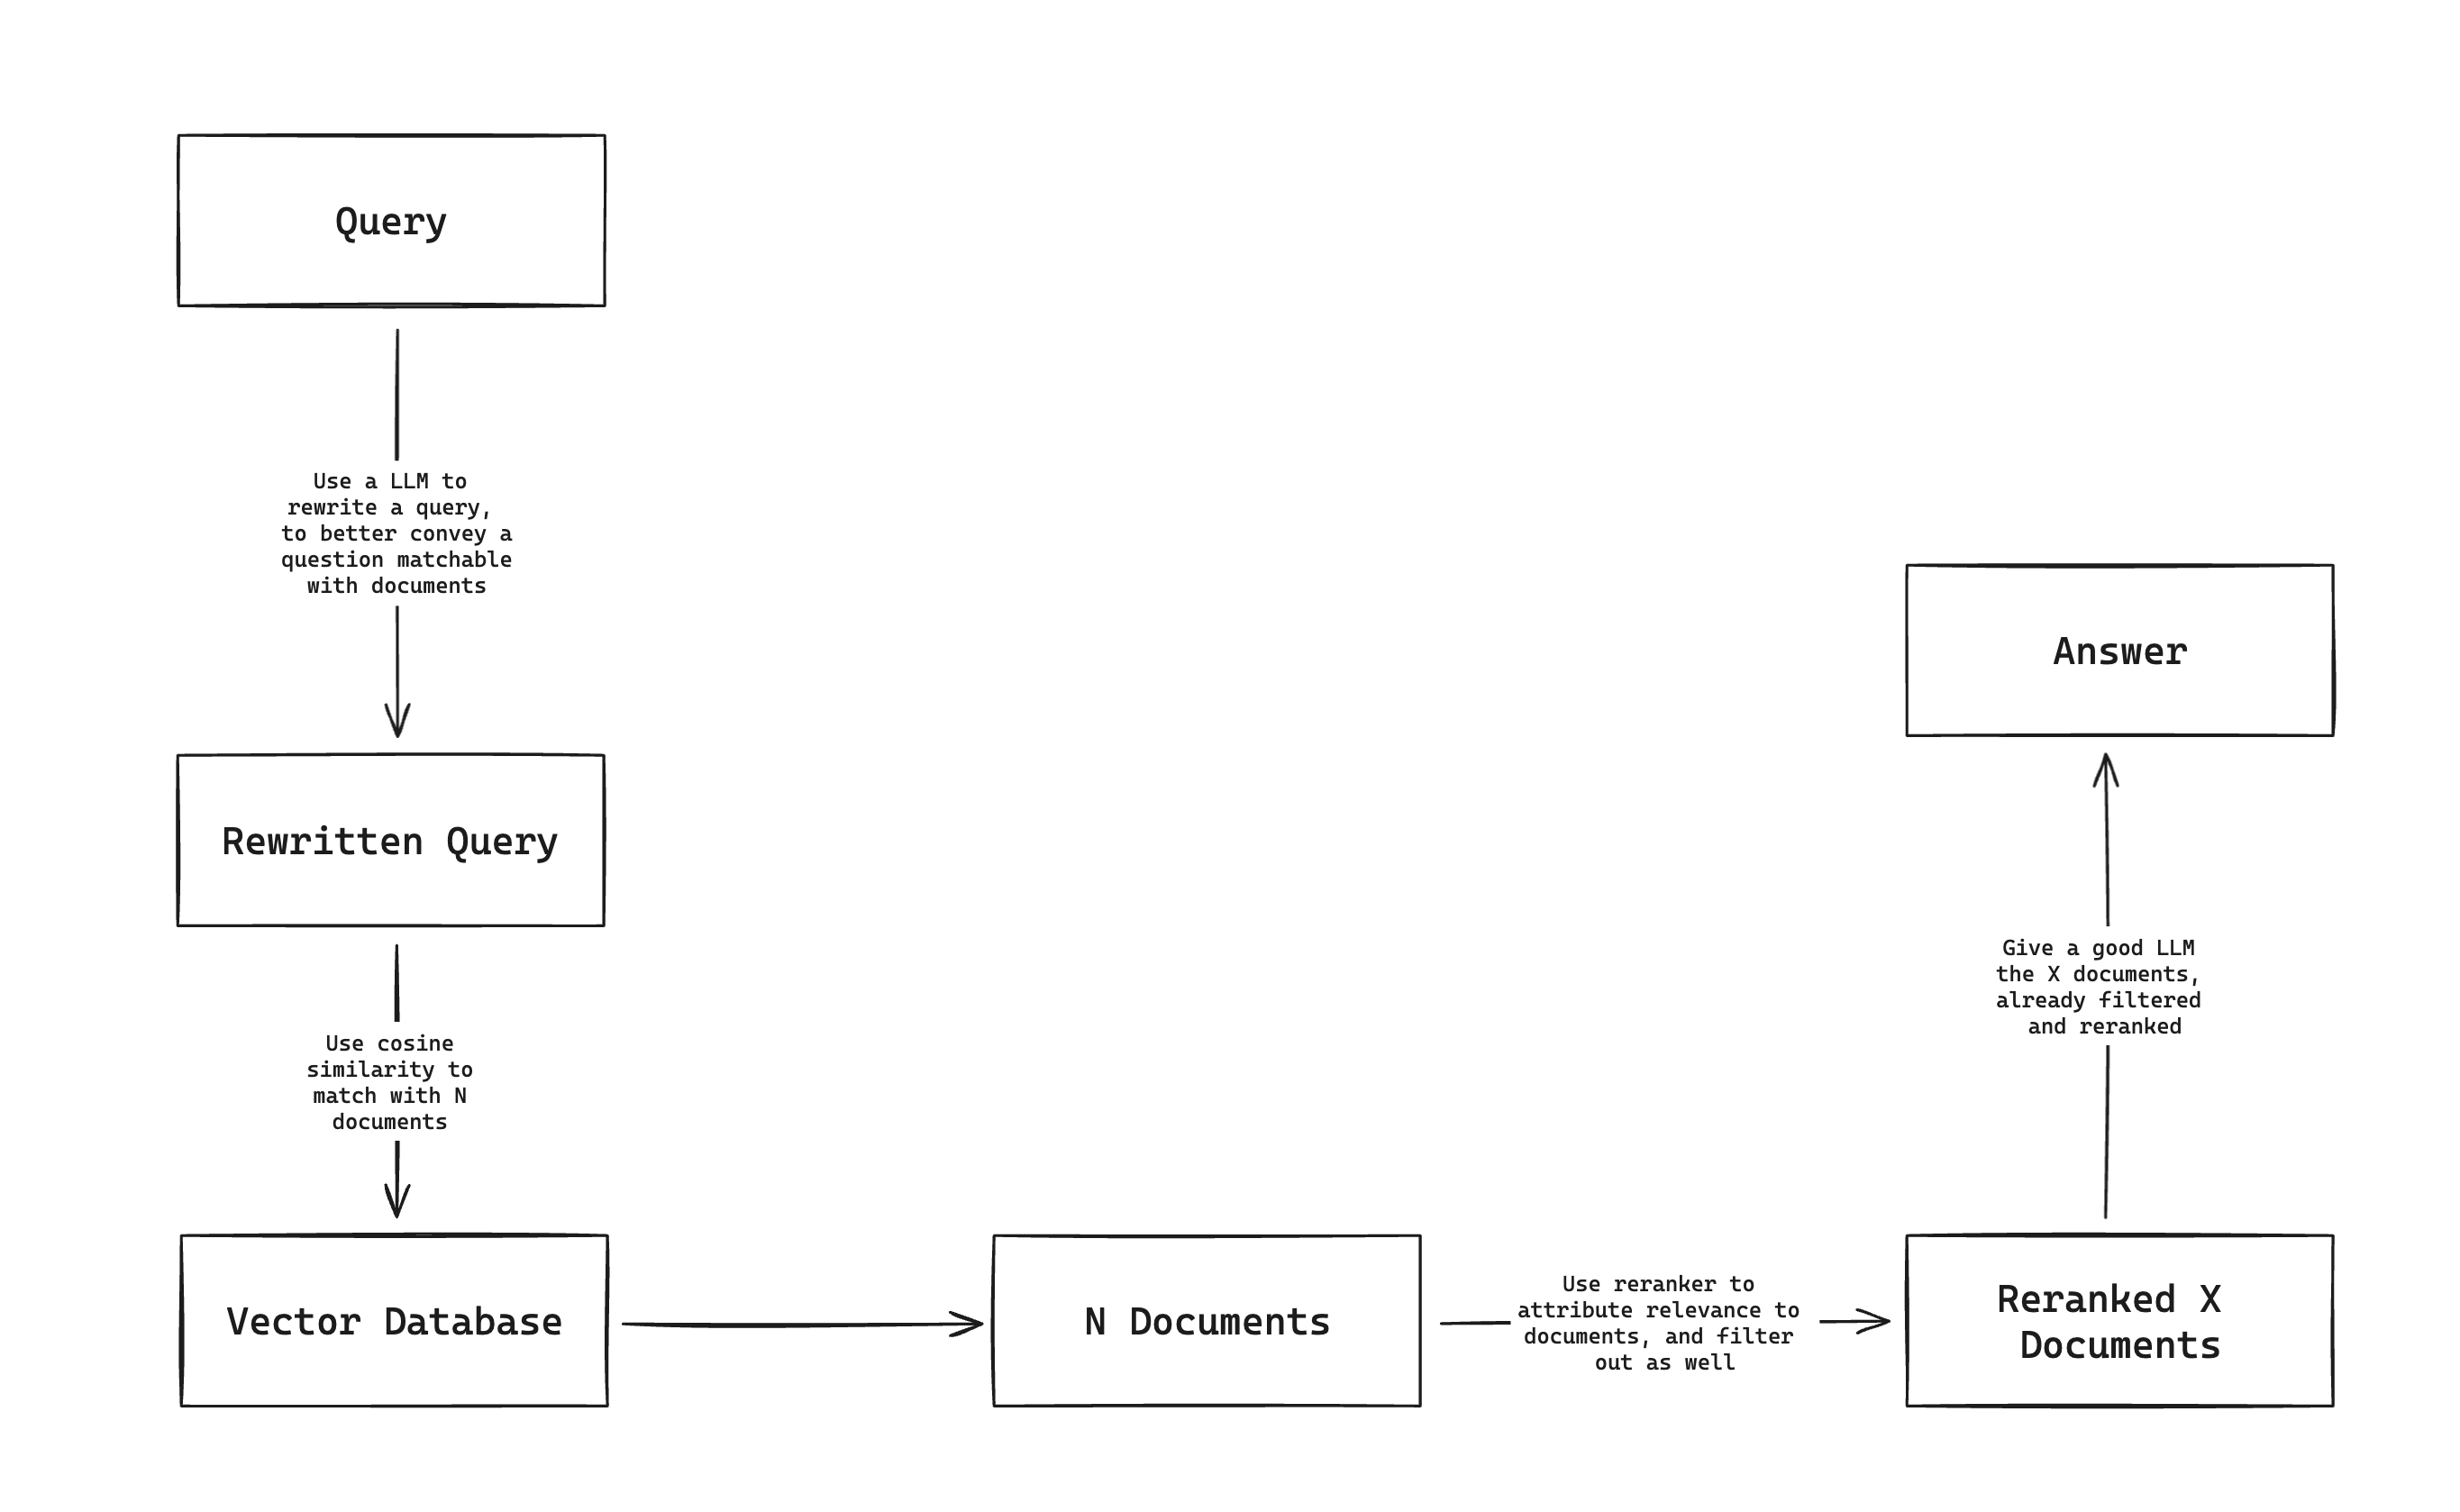 Query
Use a LLM to
rewrite a query,
to better convey a
question matchable
with documents
Rewritten Query
Use cosine
similarity to
match with N
documents
Vector Database
N Documents
Use reranker to
attribute relevance to
documents, and filter
out as well
Reranked X
Documents
Give a good LLM
the X documents,
already filtered
and reranked
Answer